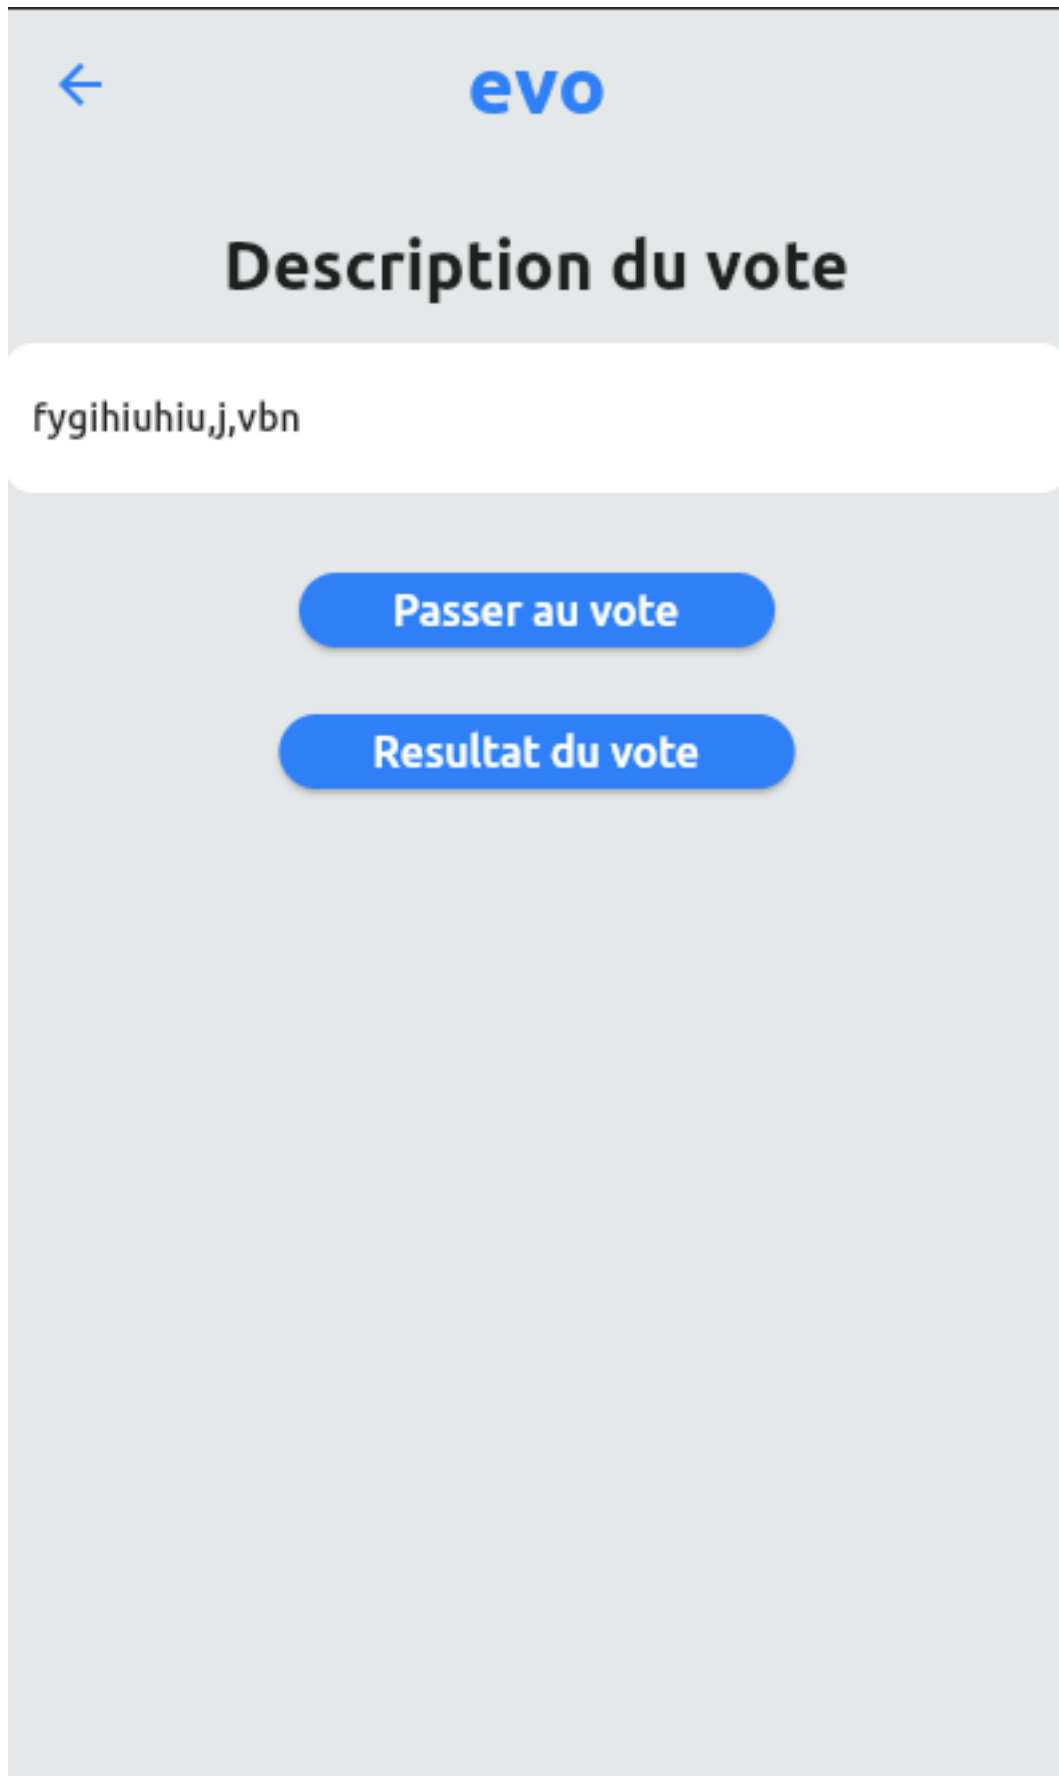 evo
Description du vote
fygihiuhiu,j,vbn
Passer au vote
Resultat du vote